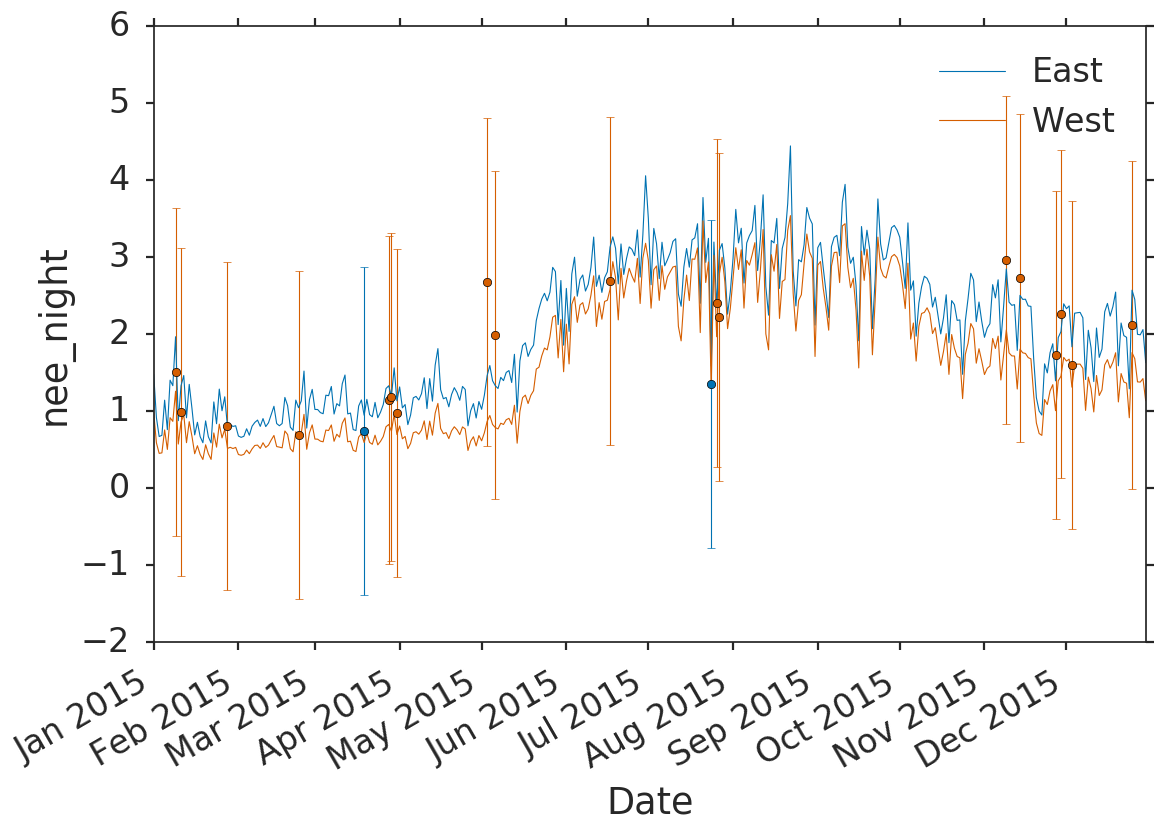 6
5
4
3
2
1
0
−1
−2
nee_night
East
West
Jan 2015
Feb 2015
Mar 2015
Apr 2015
May 2015
Jun 2015
Jul 2015
Aug 2015
Sep 2015
Oct 2015
Nov 2015
Dec 2015
Date